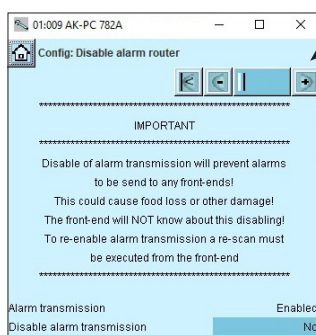 01:009 AK-PC 782A
Config: Disable alarm router
************************************************************
IMPORTANT
************************************************************
Disable of alarm transmission will prevent alarms
to be send to any front-ends!
This could cause food loss or other damage!
The front-end will NOT know about this disabling!
To re-enable alarm transmission a re-scan must
be executed from the front-end
************************************************************
Alarm transmission Enabled
Disable alarm transmission No